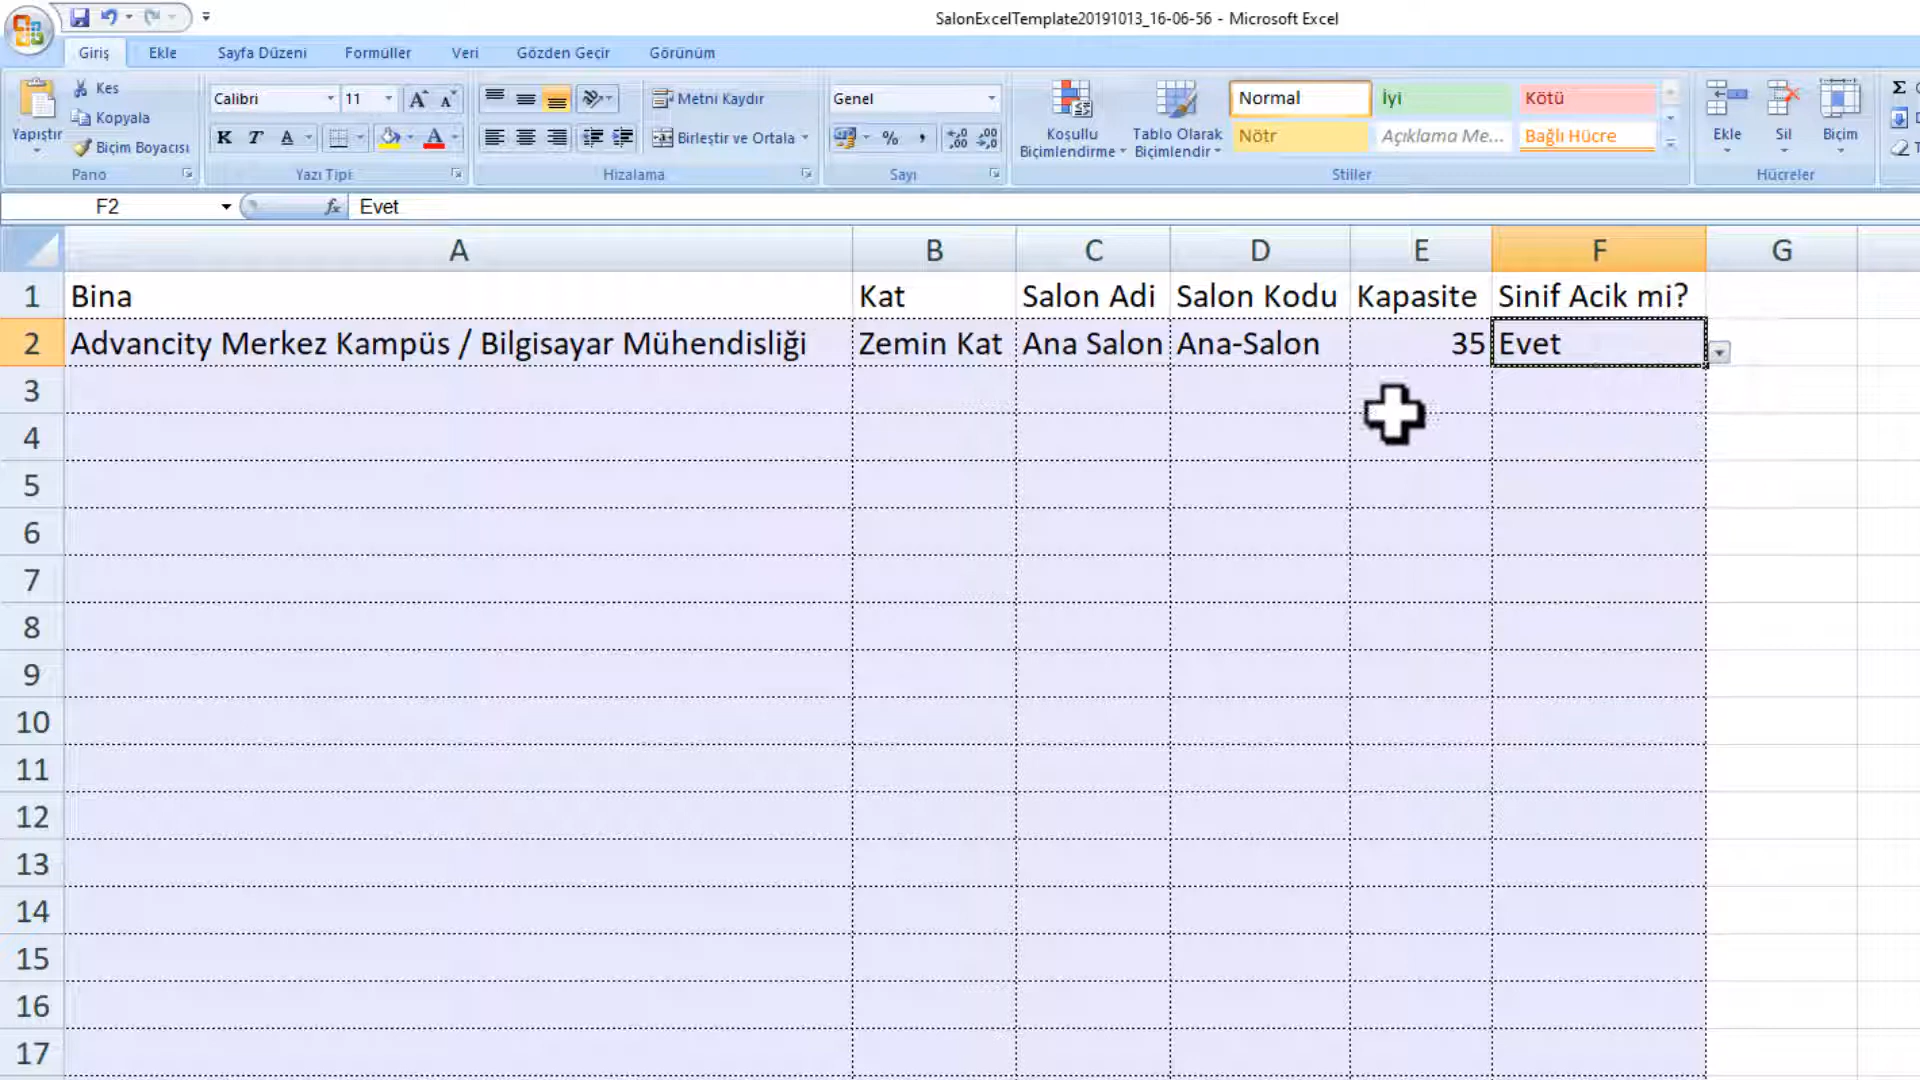 SalonExcelTemplate20191013_16-06-56 - Microsoft Excel
Giriş Ekle Sayfa Düzeni Formüller Veri Gözden Geçir Görünüm
Yapıştır
Kes
Kopyala
Biçim Boyacısı
Pano
Calibri 11
K T A
Yazı Tipi
Metni Kaydır
Birleştir ve Ortala
Hizalama
Genel
%
Sayı
Koşullu Biçimlendirme
Tablo Olarak Biçimlendir
Normal İyi Kötü
Nötr Açıklama Me... Bağlı Hücre
Stiller
Ekle Sil Biçim
Hücreler
F2 fx Evet
A B C D E F G
1 Bina Kat Salon Adi Salon Kodu Kapasite Sinif Acik mi?
2 Advancity Merkez Kampüs / Bilgisayar Mühendisliği Zemin Kat Ana Salon Ana-Salon 35 Evet
3
4
5
6
7
8
9
10
11
12
13
14
15
16
17